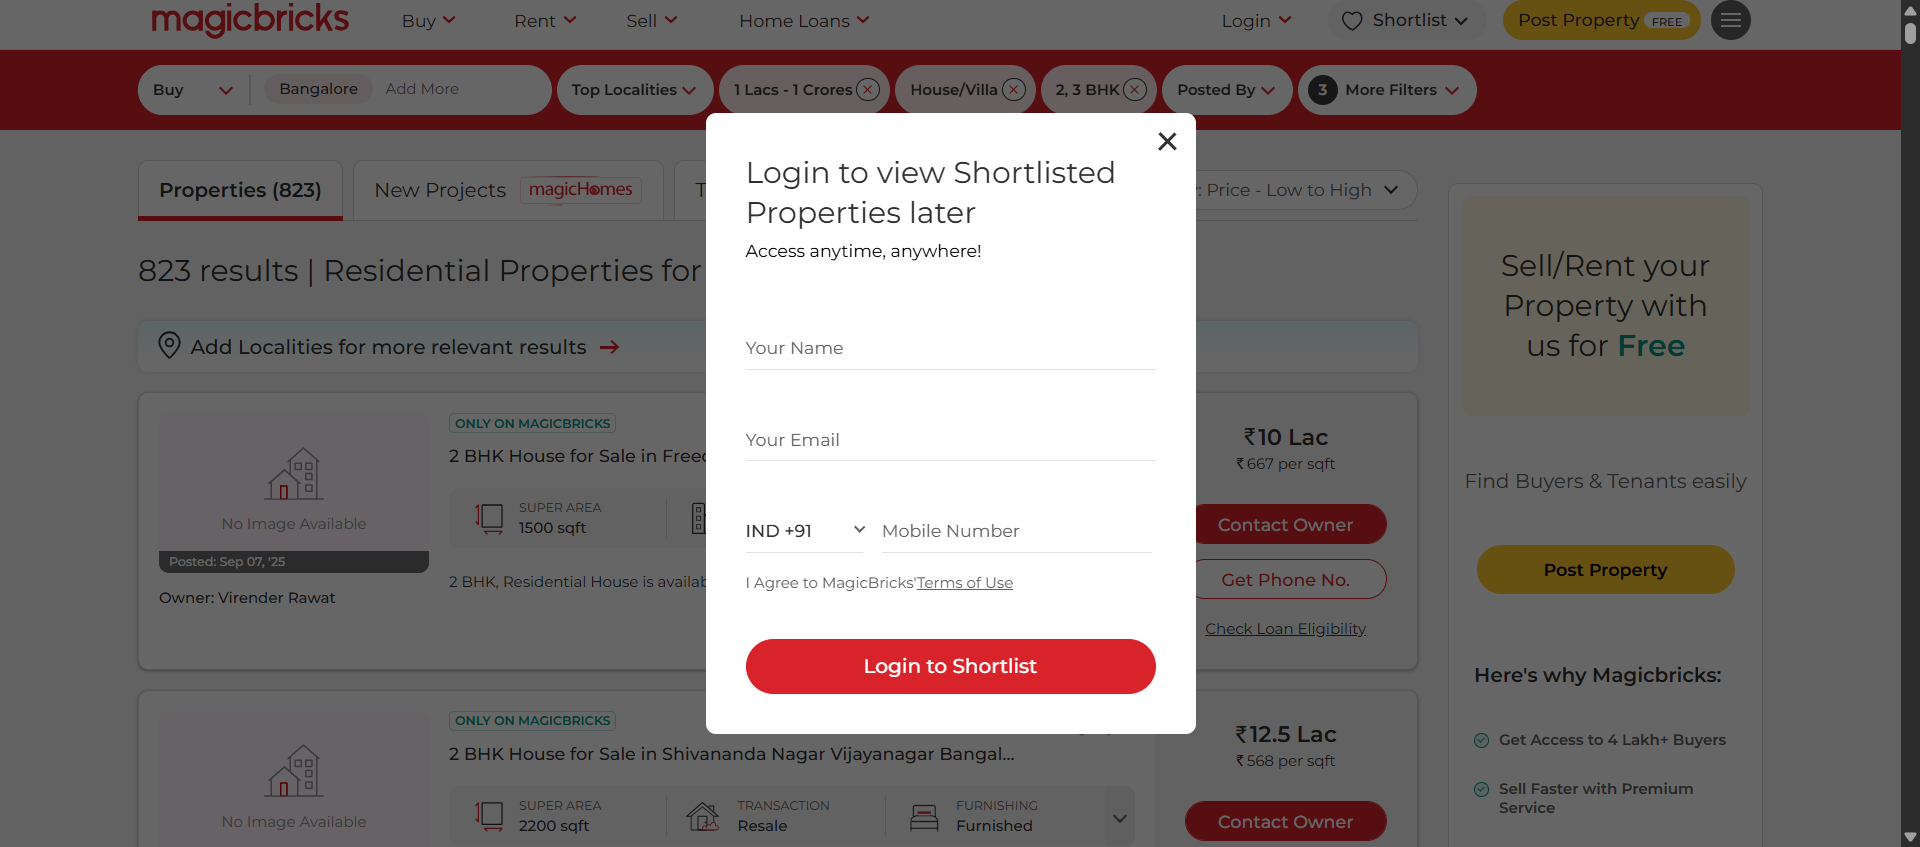 magicbricks
Buy
Rent
Sell
Home Loans
Login
Shortlist
Post Property FREE
Buy
Bangalore
Add More
Top Localities
1 Lacs - 1 Crores
House/Villa
2, 3 BHK
Posted By
3 More Filters
Properties (823)
New Projects
magicHomes
T
: Price - Low to High
823 results | Residential Properties for
Add Localities for more relevant results
No Image Available
Posted: Sep 07, '25
Owner: Virender Rawat
ONLY ON MAGICBRICKS
2 BHK House for Sale in Freed
SUPER AREA
1500 sqft
2 BHK, Residential House is availab
₹10 Lac
₹667 per sqft
Contact Owner
Get Phone No.
Check Loan Eligibility
No Image Available
ONLY ON MAGICBRICKS
2 BHK House for Sale in Shivananda Nagar Vijayanagar Bangal...
SUPER AREA
2200 sqft
TRANSACTION
Resale
FURNISHING
Furnished
₹12.5 Lac
₹568 per sqft
Contact Owner
Login to view Shortlisted
Properties later
Access anytime, anywhere!
Your Name
Your Email
IND +91
Mobile Number
I Agree to MagicBricks'Terms of Use
Login to Shortlist
Sell/Rent your
Property with
us for Free
Find Buyers & Tenants easily
Post Property
Here's why Magicbricks:
Get Access to 4 Lakh+ Buyers
Sell Faster with Premium
Service